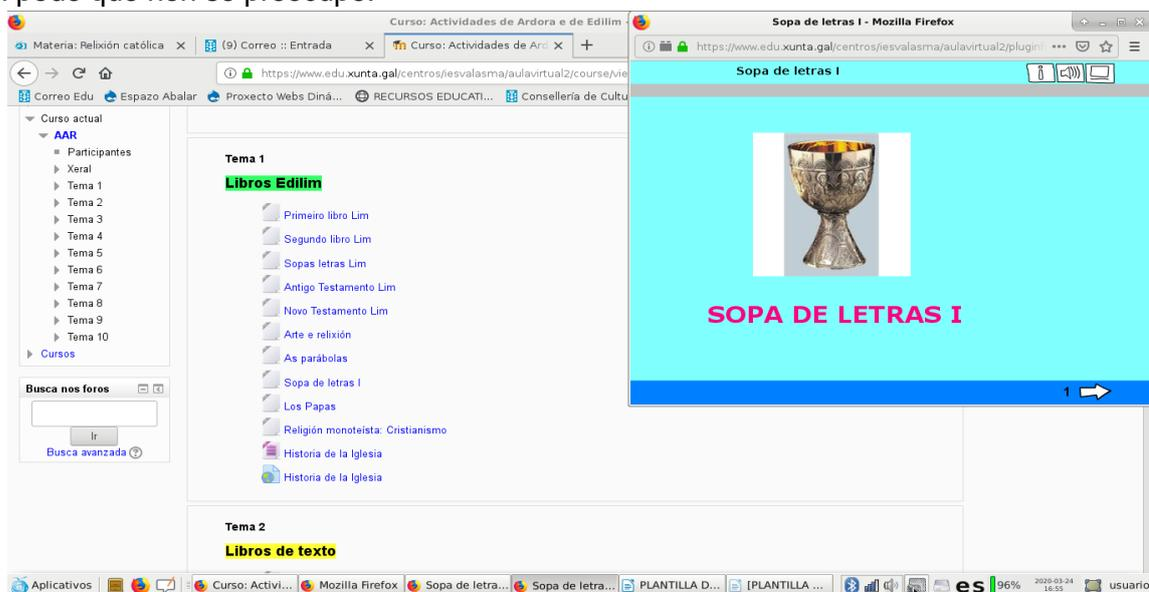 pode que non se preocupe.
Curso: Actividades de Ardora e de Edilim -
Sopa de letras I - Mozilla Firefox
Materia: Relixión católica
(9) Correo :: Entrada
Curso: Actividades de Ard
https://www.edu.xunta.gal/centros/iesvalasma/aulavirtual2/course/vie
https://www.edu.xunta.gal/centros/iesvalasma/aulavirtual2/pluginf
Correo Edu
Espazo Abalar
Proxecto Webs Diná...
RECURSOS EDUCATI...
Consellería de Cultu
Sopa de letras I
Curso actual
AAR
Participantes
Xeral
Tema 1
Tema 2
Tema 3
Tema 4
Tema 5
Tema 6
Tema 7
Tema 8
Tema 9
Tema 10
Cursos
Busca nos foros
Ir
Busca avanzada
Tema 1
Libros Edilim
Primeiro libro Lim
Segundo libro Lim
Sopas letras Lim
Antigo Testamento Lim
Novo Testamento Lim
Arte e relixión
As parábolas
Sopa de letras I
Los Papas
Religión monoteísta: Cristianismo
Historia de la Iglesia
Historia de la Iglesia
Tema 2
Libros de texto
SOPA DE LETRAS I
1
Aplicativos
Curso: Activi...
Mozilla Firefox
Sopa de letra...
Sopa de letra...
PLANTILLA D...
[PLANTILLA ...
es
96%
2020-03-24
16:55
usuario